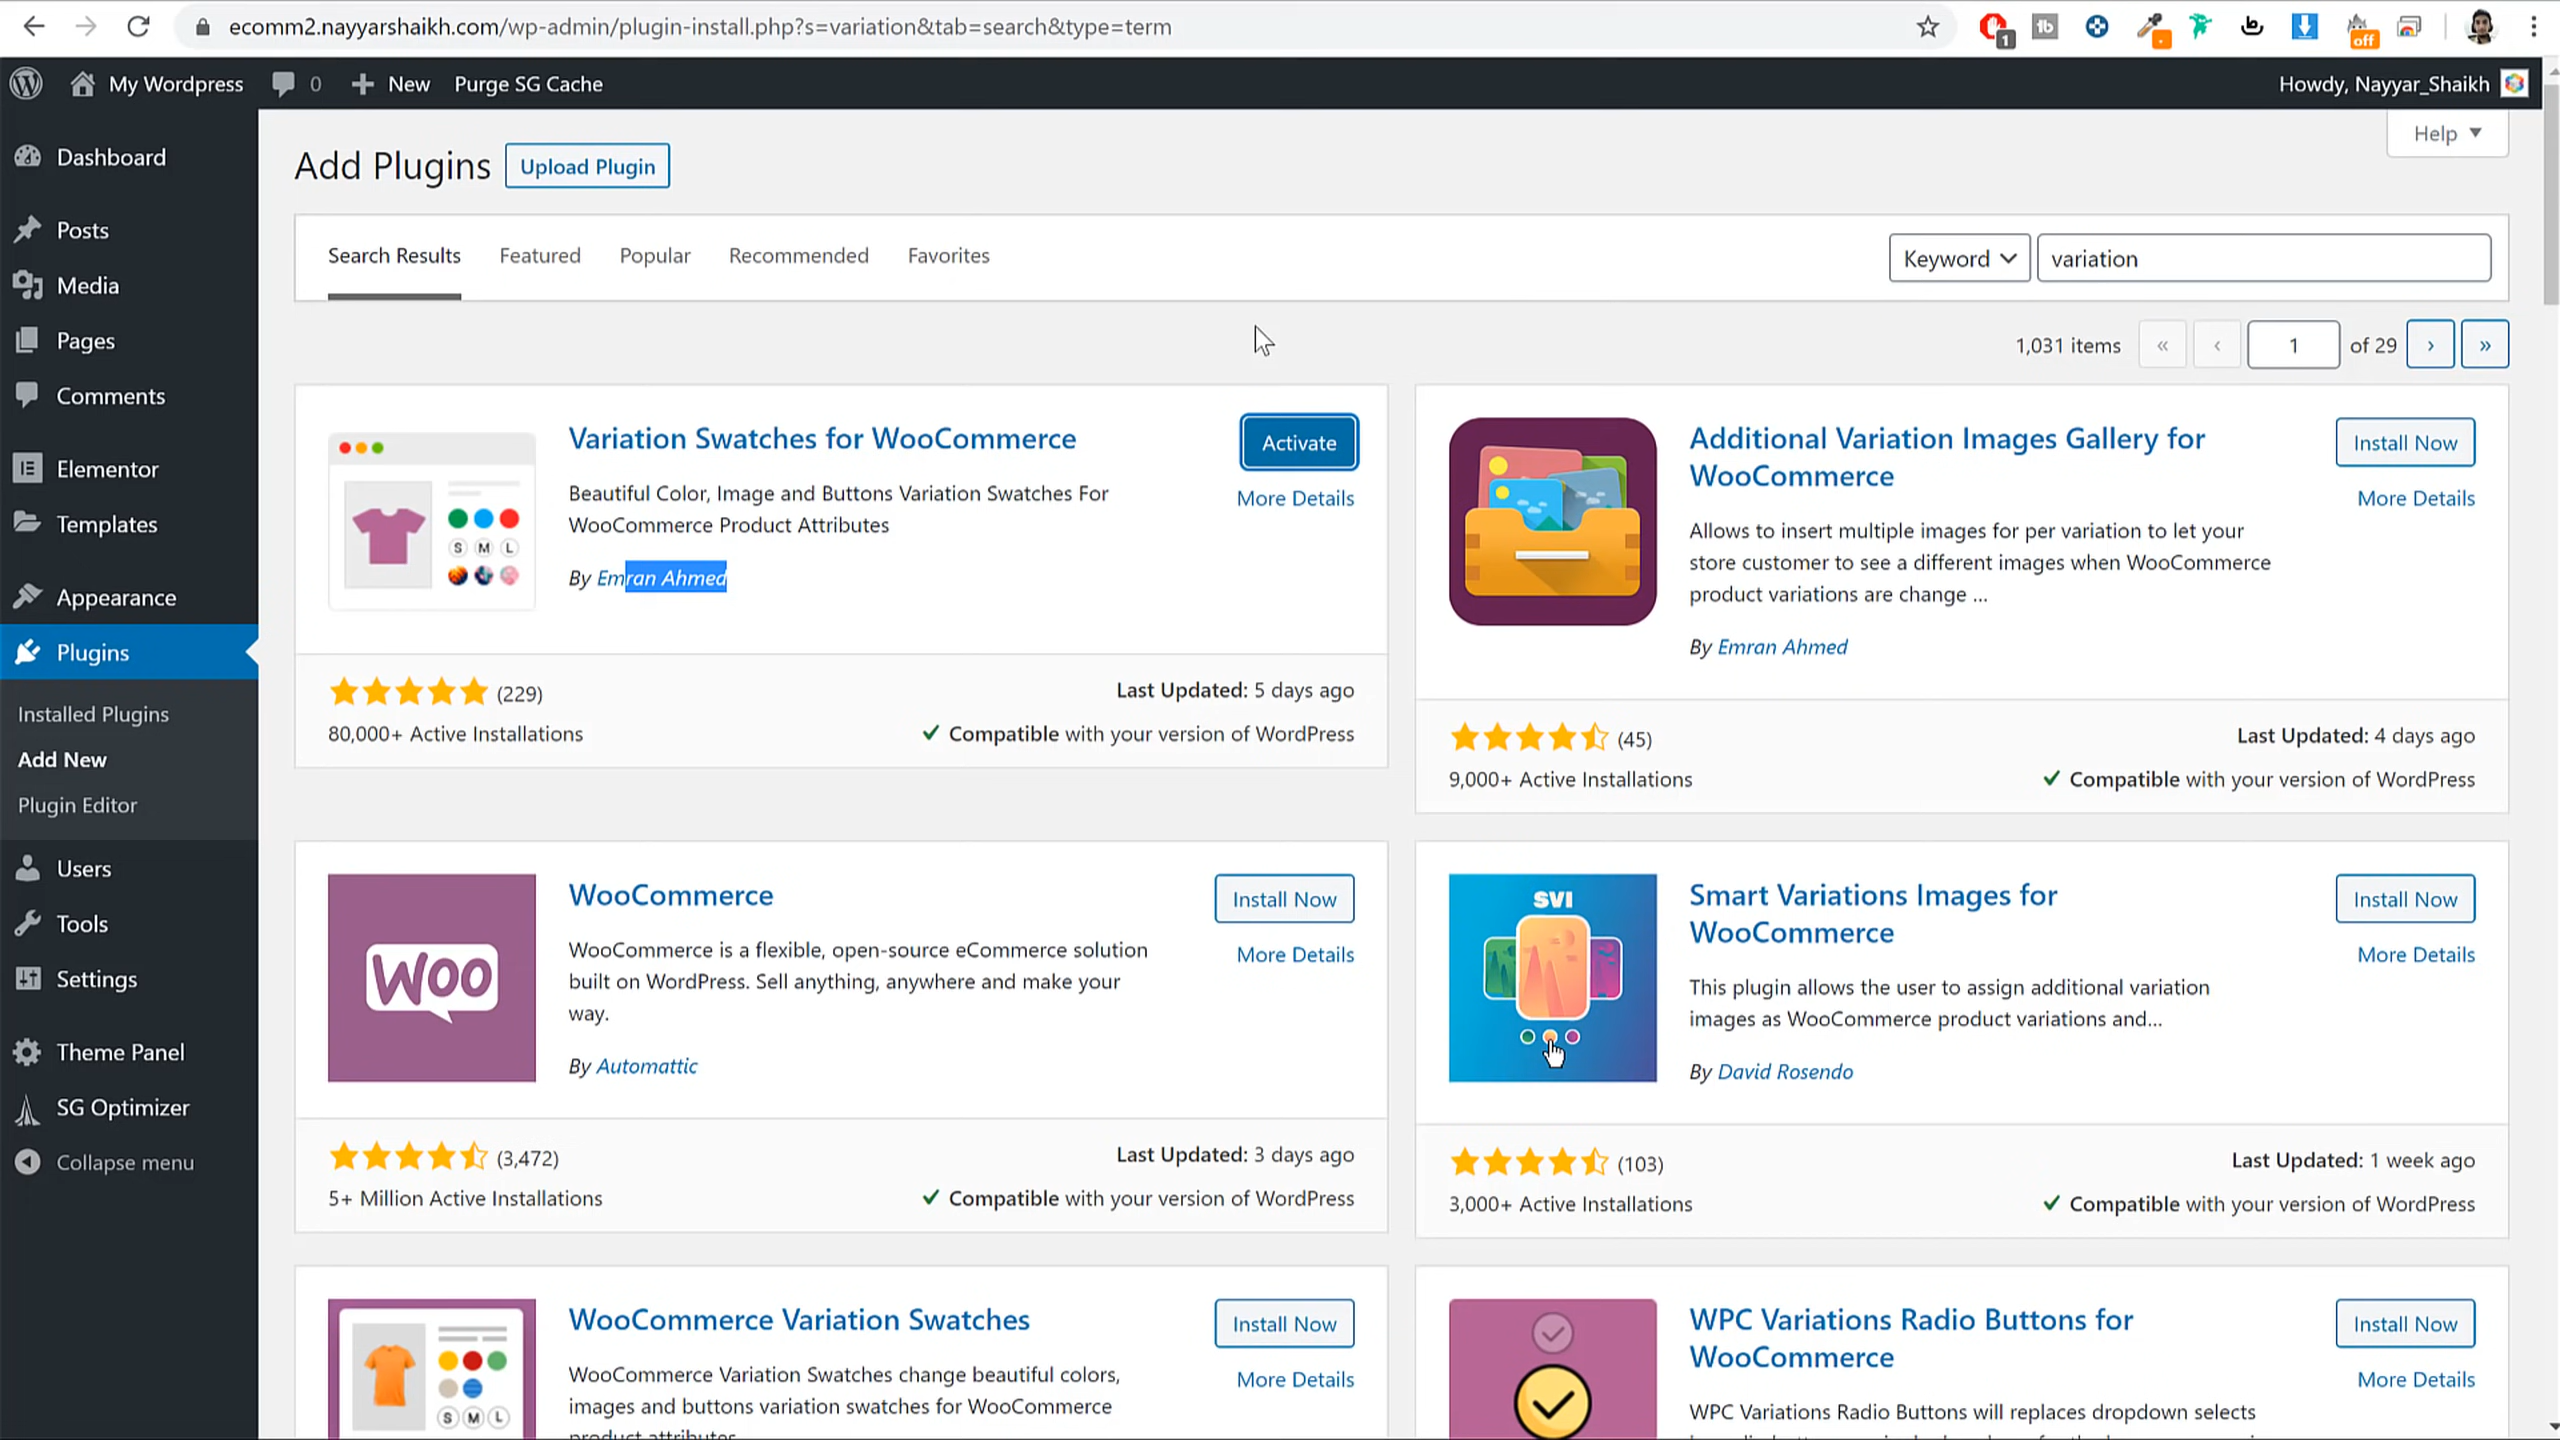 ecomm2.nayyarshaikh.com/wp-admin/plugin-install.php?s=variation&tab=search&type=term
1
off
My Wordpress
0
New
Purge SG Cache
Howdy, Nayyar_Shaikh
Help
Dashboard
Posts
Media
Pages
Comments
Elementor
Templates
Appearance
Plugins
Installed Plugins
Add New
Plugin Editor
Users
Tools
Settings
Theme Panel
SG Optimizer
Collapse menu
Add Plugins
Upload Plugin
Search Results
Featured
Popular
Recommended
Favorites
Keyword
variation
1,031 items
«
‹
1
of 29
›
»
S M L
Variation Swatches for WooCommerce
Activate
More Details
Beautiful Color, Image and Buttons Variation Swatches For
WooCommerce Product Attributes
By Emran Ahmed
(229)
80,000+ Active Installations
Last Updated: 5 days ago
Compatible with your version of WordPress
Additional Variation Images Gallery for
WooCommerce
Install Now
More Details
Allows to insert multiple images for per variation to let your
store customer to see a different images when WooCommerce
product variations are change ...
By Emran Ahmed
(45)
9,000+ Active Installations
Last Updated: 4 days ago
Compatible with your version of WordPress
WOO
WooCommerce
Install Now
More Details
WooCommerce is a flexible, open-source eCommerce solution
built on WordPress. Sell anything, anywhere and make your
way.
By Automattic
(3,472)
5+ Million Active Installations
Last Updated: 3 days ago
Compatible with your version of WordPress
SVI
Smart Variations Images for
WooCommerce
Install Now
More Details
This plugin allows the user to assign additional variation
images as WooCommerce product variations and...
By David Rosendo
(103)
3,000+ Active Installations
Last Updated: 1 week ago
Compatible with your version of WordPress
S M L
WooCommerce Variation Swatches
Install Now
More Details
WooCommerce Variation Swatches change beautiful colors,
images and buttons variation swatches for WooCommerce
product attributes
WPC Variations Radio Buttons for
WooCommerce
Install Now
More Details
WPC Variations Radio Buttons will replaces dropdown selects